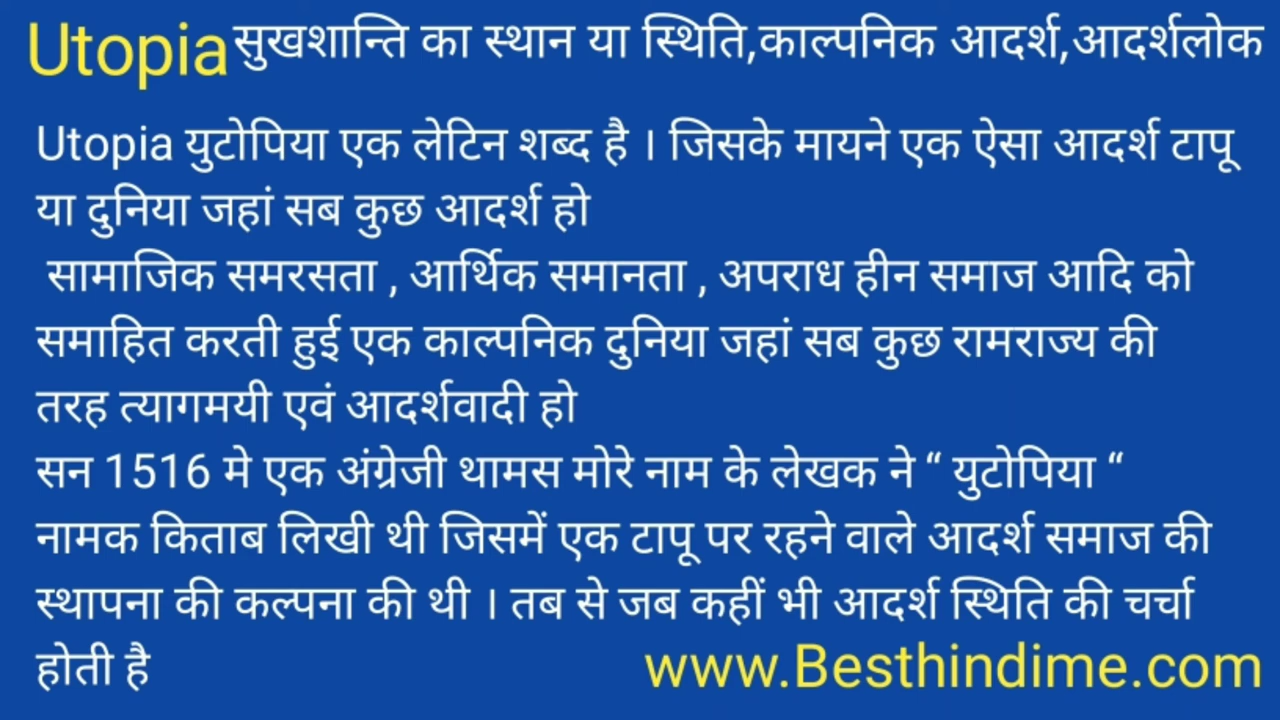 Utopia सुखशान्ति का स्थान या स्थिति,काल्पनिक आदर्श,आदर्शलोक
Utopia युटोपिया एक लेटिन शब्द है । जिसके मायने एक ऐसा आदर्श टापू
या दुनिया जहां सब कुछ आदर्श हो
सामाजिक समरसता , आर्थिक समानता , अपराध हीन समाज आदि को
समाहित करती हुई एक काल्पनिक दुनिया जहां सब कुछ रामराज्य की
तरह त्यागमयी एवं आदर्शवादी हो
सन 1516 मे एक अंग्रेजी थामस मोरे नाम के लेखक ने “ युटोपिया “
नामक किताब लिखी थी जिसमें एक टापू पर रहने वाले आदर्श समाज की
स्थापना की कल्पना की थी । तब से जब कहीं भी आदर्श स्थिति की चर्चा
होती है
www.Besthindime.com